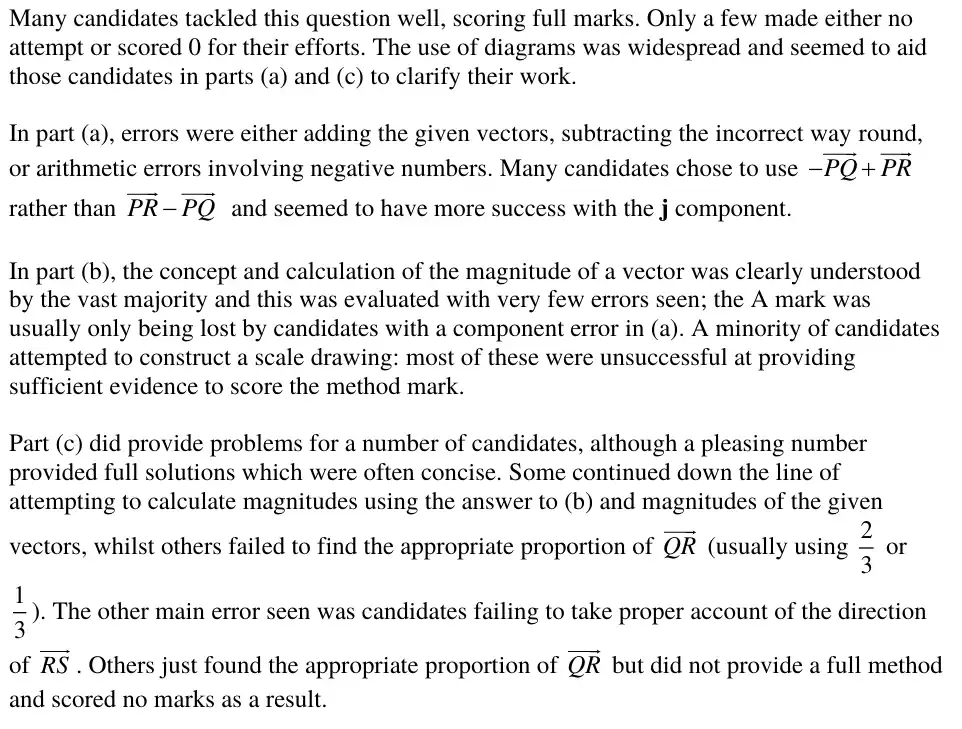 Many candidates tackled this question well, scoring full marks. Only a few made either no
attempt or scored 0 for their efforts. The use of diagrams was widespread and seemed to aid
those candidates in parts (a) and (c) to clarify their work.
In part (a), errors were either adding the given vectors, subtracting the incorrect way round,
or arithmetic errors involving negative numbers. Many candidates chose to use $-\overrightarrow{PQ}+\overrightarrow{PR}$
rather than $\overrightarrow{PR}-\overrightarrow{PQ}$ and seemed to have more success with the **j** component.
In part (b), the concept and calculation of the magnitude of a vector was clearly understood
by the vast majority and this was evaluated with very few errors seen; the A mark was
usually only being lost by candidates with a component error in (a). A minority of candidates
attempted to construct a scale drawing: most of these were unsuccessful at providing
sufficient evidence to score the method mark.
Part (c) did provide problems for a number of candidates, although a pleasing number
provided full solutions which were often concise. Some continued down the line of
attempting to calculate magnitudes using the answer to (b) and magnitudes of the given
vectors, whilst others failed to find the appropriate proportion of $\overrightarrow{QR}$ (usually using $\frac{2}{3}$ or
$\frac{1}{3}$). The other main error seen was candidates failing to take proper account of the direction
of $\overrightarrow{RS}$ . Others just found the appropriate proportion of $\overrightarrow{QR}$ but did not provide a full method
and scored no marks as a result.